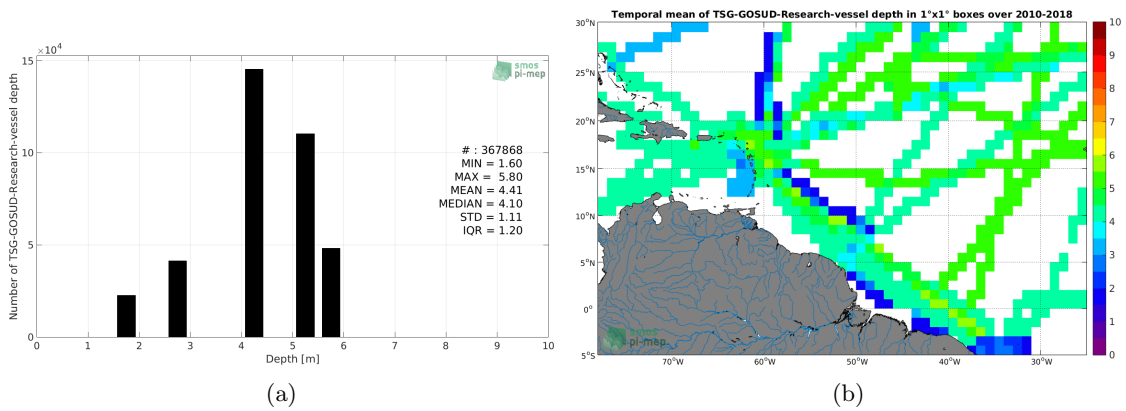 ×10⁴
15
10
5
0
Number of TSG-GOSUD-Research-vessel depth
smos
pi-mep
# : 367868
MIN = 1.60
MAX = 5.80
MEAN = 4.41
MEDIAN = 4.10
STD = 1.11
IQR = 1.20
0 1 2 3 4 5 6 7 8 9 10
Depth [m]
(a)
Temporal mean of TSG-GOSUD-Research-vessel depth in 1°x1° boxes over 2010-2018
30°N
25°N
20°N
15°N
10°N
5°N
0°
5°S
70°W 60°W 50°W 40°W 30°W
smos
pi-mep
10
9
8
7
6
5
4
3
2
1
0
(b)